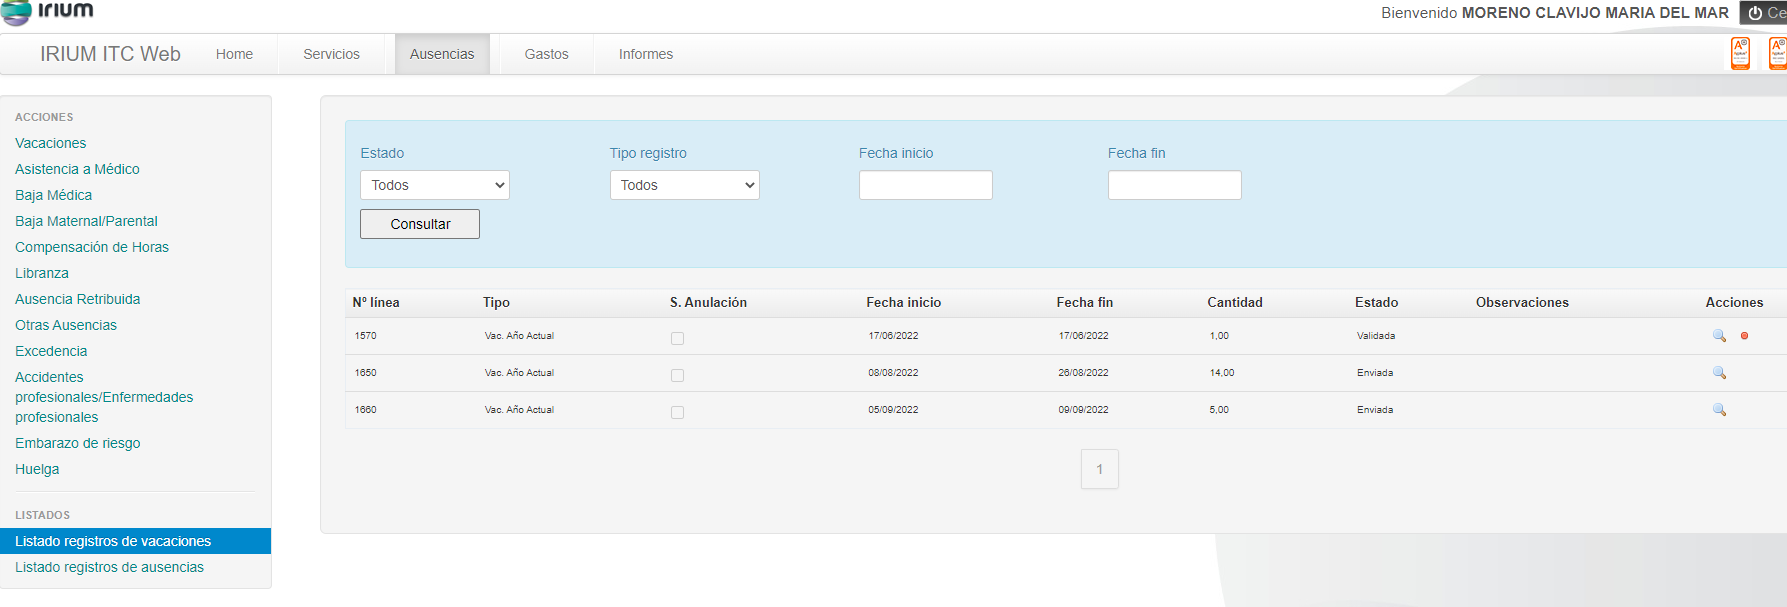 irium
Bienvenido MORENO CLAVIJO MARIA DEL MAR
Ce
IRIUM ITC Web Home Servicios Ausencias Gastos Informes
ACCIONES
Vacaciones
Asistencia a Médico
Baja Médica
Baja Maternal/Parental
Compensación de Horas
Libranza
Ausencia Retribuida
Otras Ausencias
Excedencia
Accidentes
profesionales/Enfermedades
profesionales
Embarazo de riesgo
Huelga
LISTADOS
Listado registros de vacaciones
Listado registros de ausencias
Estado Tipo registro Fecha inicio Fecha fin
Todos Todos
Consultar
Nº línea Tipo S. Anulación Fecha inicio Fecha fin Cantidad Estado Observaciones Acciones
1570 Vac. Año Actual 17/06/2022 17/06/2022 1,00 Validada
1650 Vac. Año Actual 08/08/2022 26/08/2022 14,00 Enviada
1660 Vac. Año Actual 05/09/2022 09/09/2022 5,00 Enviada
1